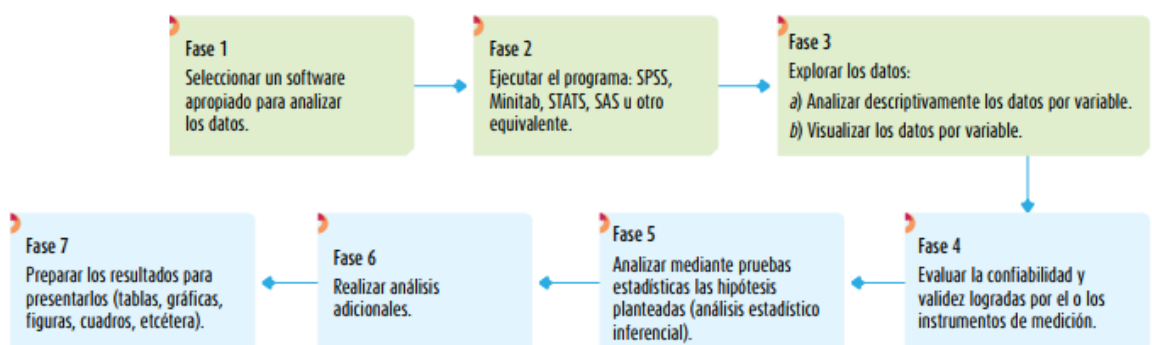 Fase 1
Seleccionar un software
apropiado para analizar
los datos.
Fase 2
Ejecutar el programa: SPSS,
Minitab, STATS, SAS u otro
equivalente.
Fase 3
Explorar los datos:
a) Analizar descriptivamente los datos por variable.
b) Visualizar los datos por variable.
Fase 4
Evaluar la confiabilidad y
validez logradas por el o los
instrumentos de medición.
Fase 5
Analizar mediante pruebas
estadísticas las hipótesis
planteadas (análisis estadístico
inferencial).
Fase 6
Realizar análisis
adicionales.
Fase 7
Preparar los resultados para
presentarlos (tablas, gráficas,
figuras, cuadros, etcétera).